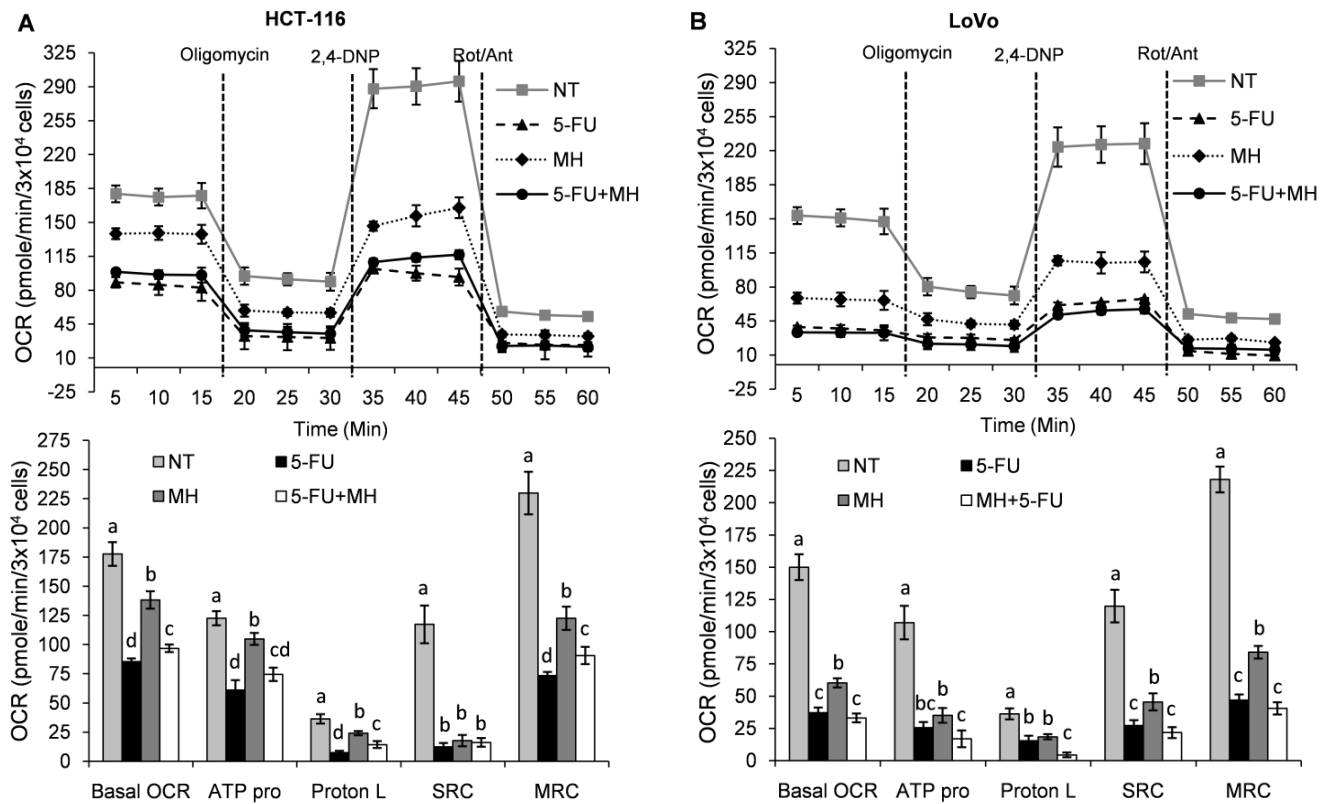 A
HCT-116
OCR (pmole/min/3x10⁴ cells)
325
290
255
220
185
150
115
80
45
10
-25
Oligomycin
2,4-DNP
Rot/Ant
NT
5-FU
MH
5-FU+MH
5 10 15 20 25 30 35 40 45 50 55 60
Time (Min)
OCR (pmole/min/3x10⁴ cells)
275
250
225
200
175
150
125
100
75
50
25
0
NT
5-FU
MH
5-FU+MH
a d b c
a d b cd
a d b c
a b b b
a d b c
Basal OCR ATP pro Proton L SRC MRC
B
LoVo
OCR (pmole/min/3x10⁴ cells)
325
290
255
220
185
150
115
80
45
10
-25
Oligomycin
2,4-DNP
Rot/Ant
NT
5-FU
MH
5-FU+MH
5 10 15 20 25 30 35 40 45 50 55 60
Time (Min)
OCR (pmole/min/3x10⁴ cells)
250
225
200
175
150
125
100
75
50
25
0
NT
5-FU
MH
MH+5-FU
a c b c
a bc b c
a b b c
a c b c
a c b c
Basal OCR ATP pro Proton L SRC MRC